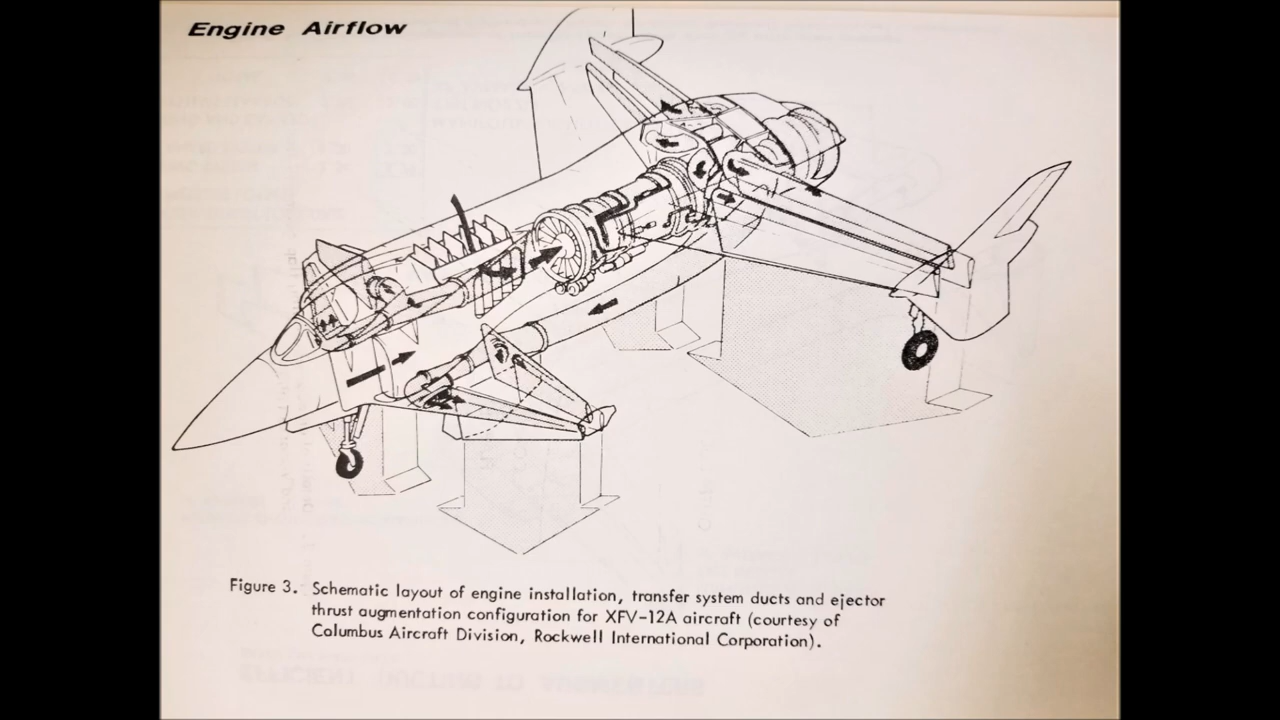 Engine Airflow
Figure 3. Schematic layout of engine installation, transfer system ducts and ejector
thrust augmentation configuration for XFV-12A aircraft (courtesy of
Columbus Aircraft Division, Rockwell International Corporation).